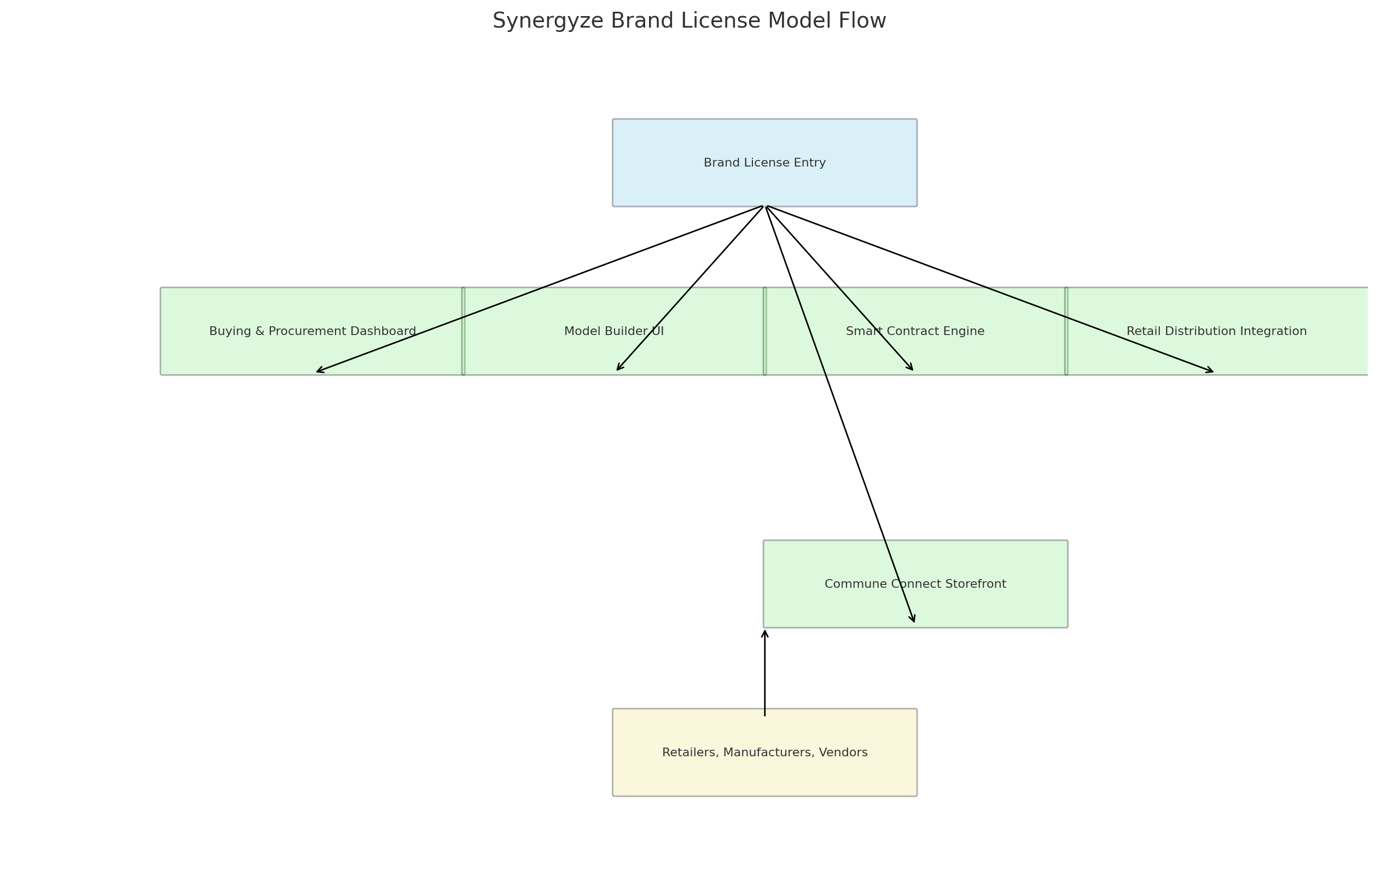 Synergyze Brand License Model Flow
Brand License Entry
Buying & Procurement Dashboard
Model Builder UI
Smart Contract Engine
Retail Distribution Integration
Commune Connect Storefront
Retailers, Manufacturers, Vendors